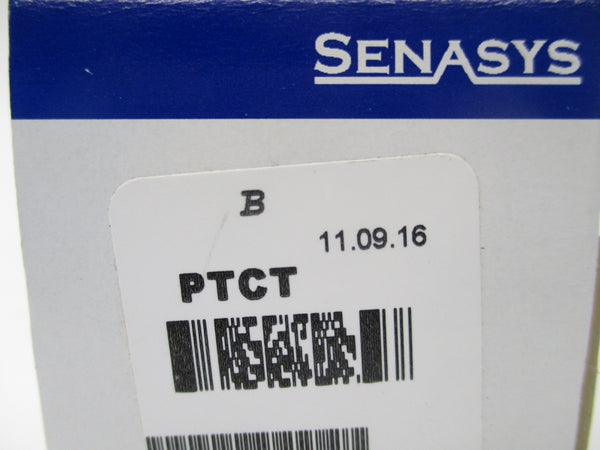 SENASYS
B
11.09.16
PTCT